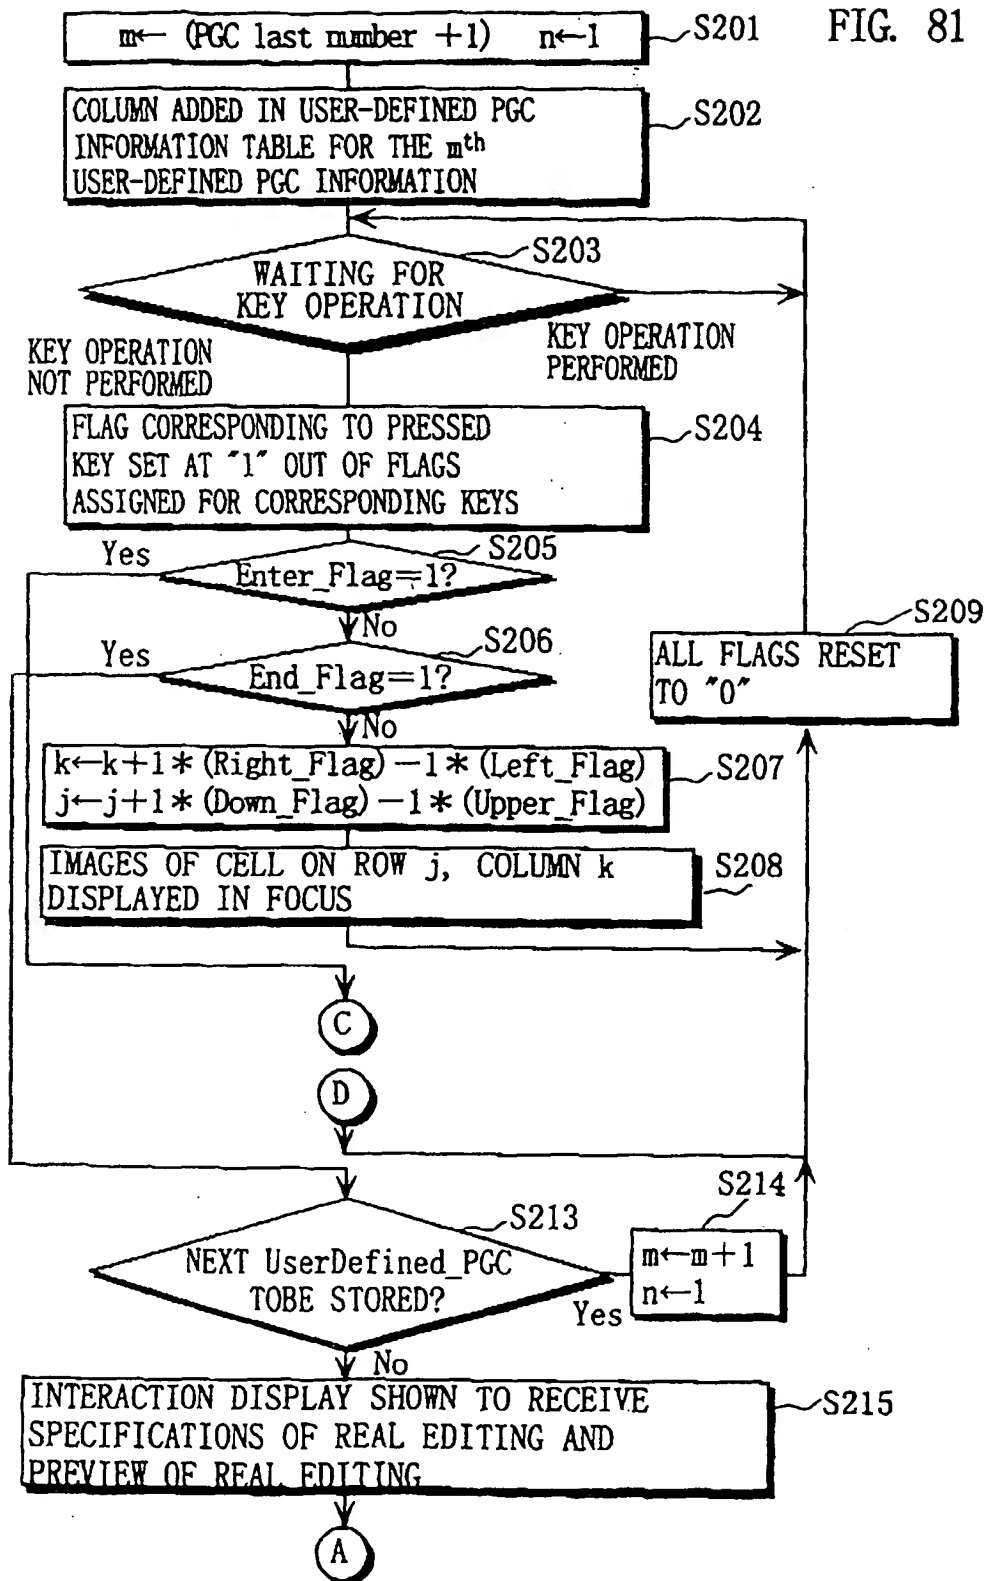 FIG. 81
m← (PGC last number +1) n←1
S201
COLUMN ADDED IN USER-DEFINED PGC
INFORMATION TABLE FOR THE mth
USER-DEFINED PGC INFORMATION
S202
S203
WAITING FOR
KEY OPERATION
KEY OPERATION
NOT PERFORMED
KEY OPERATION
PERFORMED
FLAG CORRESPONDING TO PRESSED
KEY SET AT "1" OUT OF FLAGS
ASSIGNED FOR CORRESPONDING KEYS
S204
Yes
S205
Enter_Flag=1?
No
Yes
S206
End_Flag=1?
No
S209
ALL FLAGS RESET
TO "0"
k←k+1*(Right_Flag)-1*(Left_Flag)
j←j+1*(Down_Flag)-1*(Upper_Flag)
S207
IMAGES OF CELL ON ROW j, COLUMN k
DISPLAYED IN FOCUS
S208
C
D
S213
NEXT UserDefined_PGC
TOBE STORED?
Yes
S214
m←m+1
n←1
No
INTERACTION DISPLAY SHOWN TO RECEIVE
SPECIFICATIONS OF REAL EDITING AND
PREVIEW OF REAL EDITING
S215
A